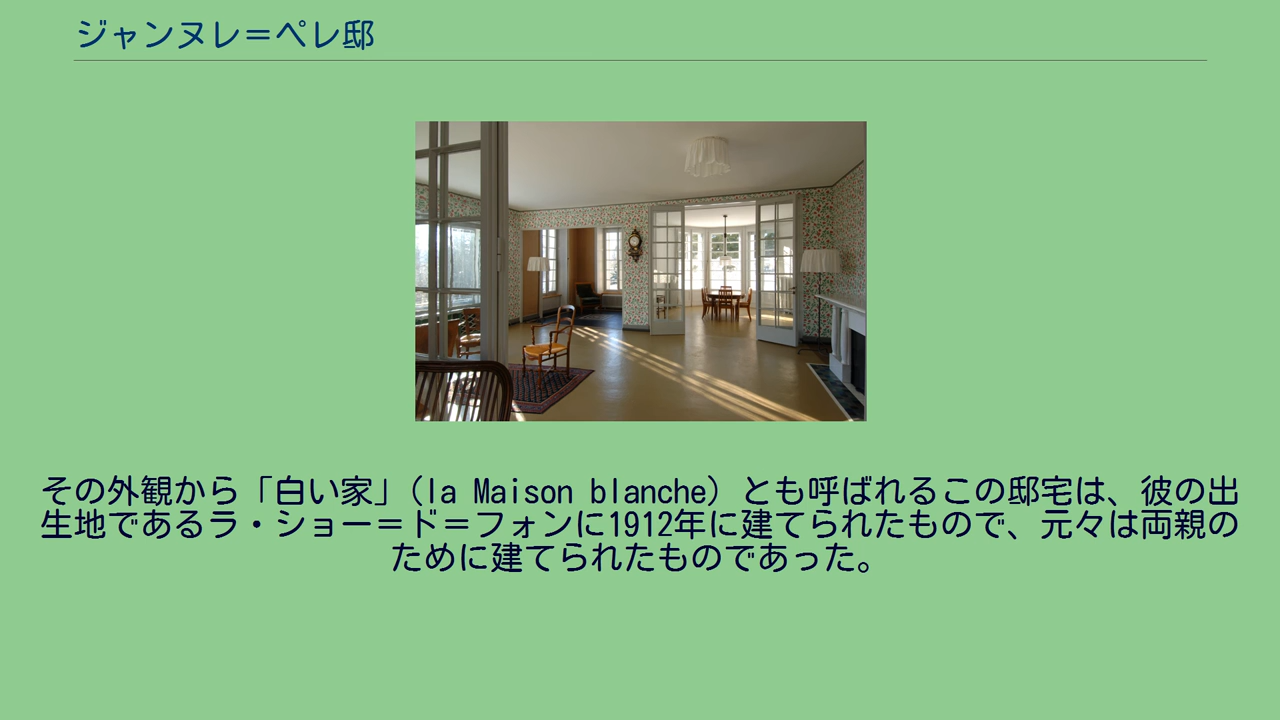 ジャンヌレ＝ペレ邸
その外観から「白い家」（la Maison blanche）とも呼ばれるこの邸宅は、彼の出
生地であるラ・ショー＝ド＝フォンに1912年に建てられたもので、元々は両親の
ために建てられたものであった。